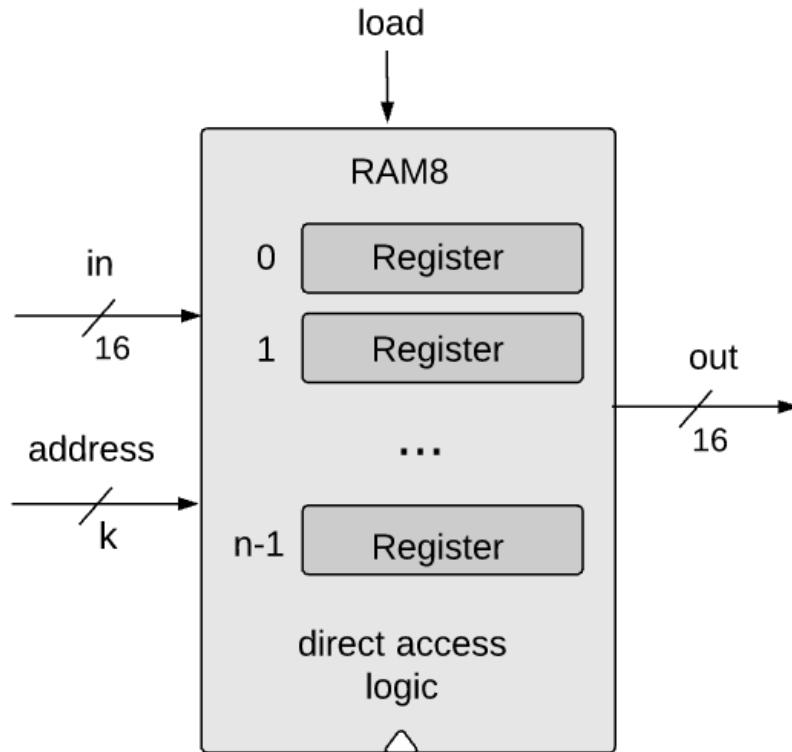 load
RAM8
in
16
0 Register
1 Register
out
16
...
address
k
n-1 Register
direct access
logic